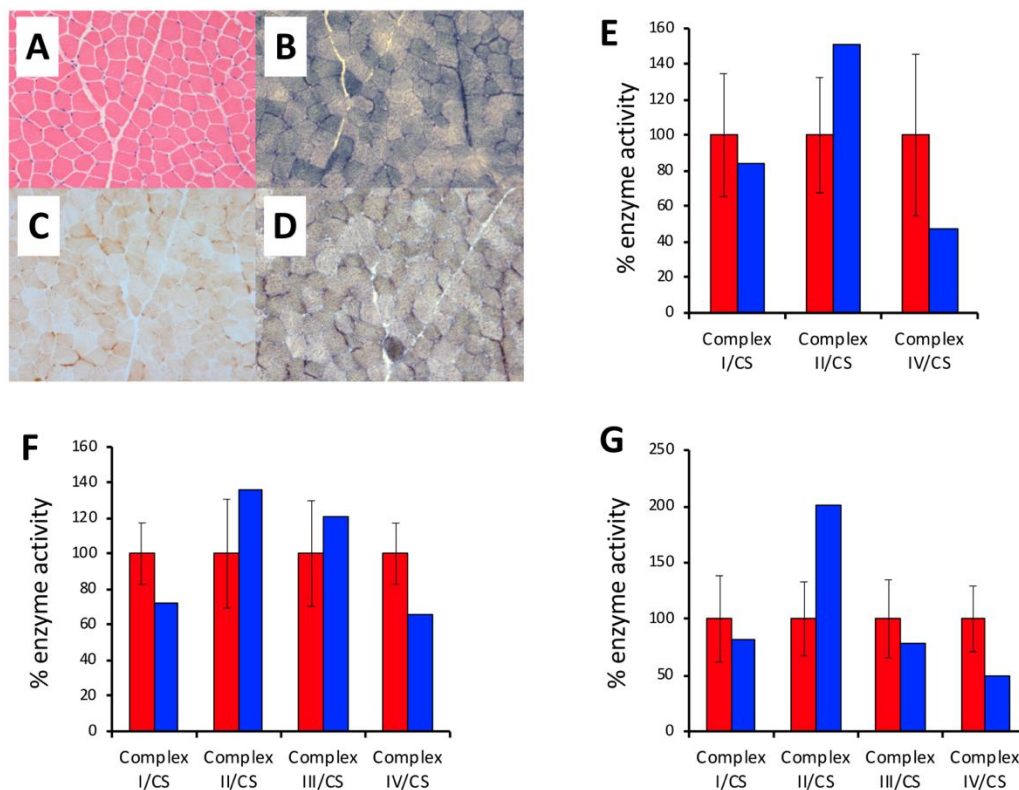 A
B
C
D
E
% enzyme activity
160
140
120
100
80
60
40
20
0
Complex I/CS
Complex II/CS
Complex IV/CS
F
% enzyme activity
160
140
120
100
80
60
40
20
0
Complex I/CS
Complex II/CS
Complex III/CS
Complex IV/CS
G
% enzyme activity
250
200
150
100
50
0
Complex I/CS
Complex II/CS
Complex III/CS
Complex IV/CS